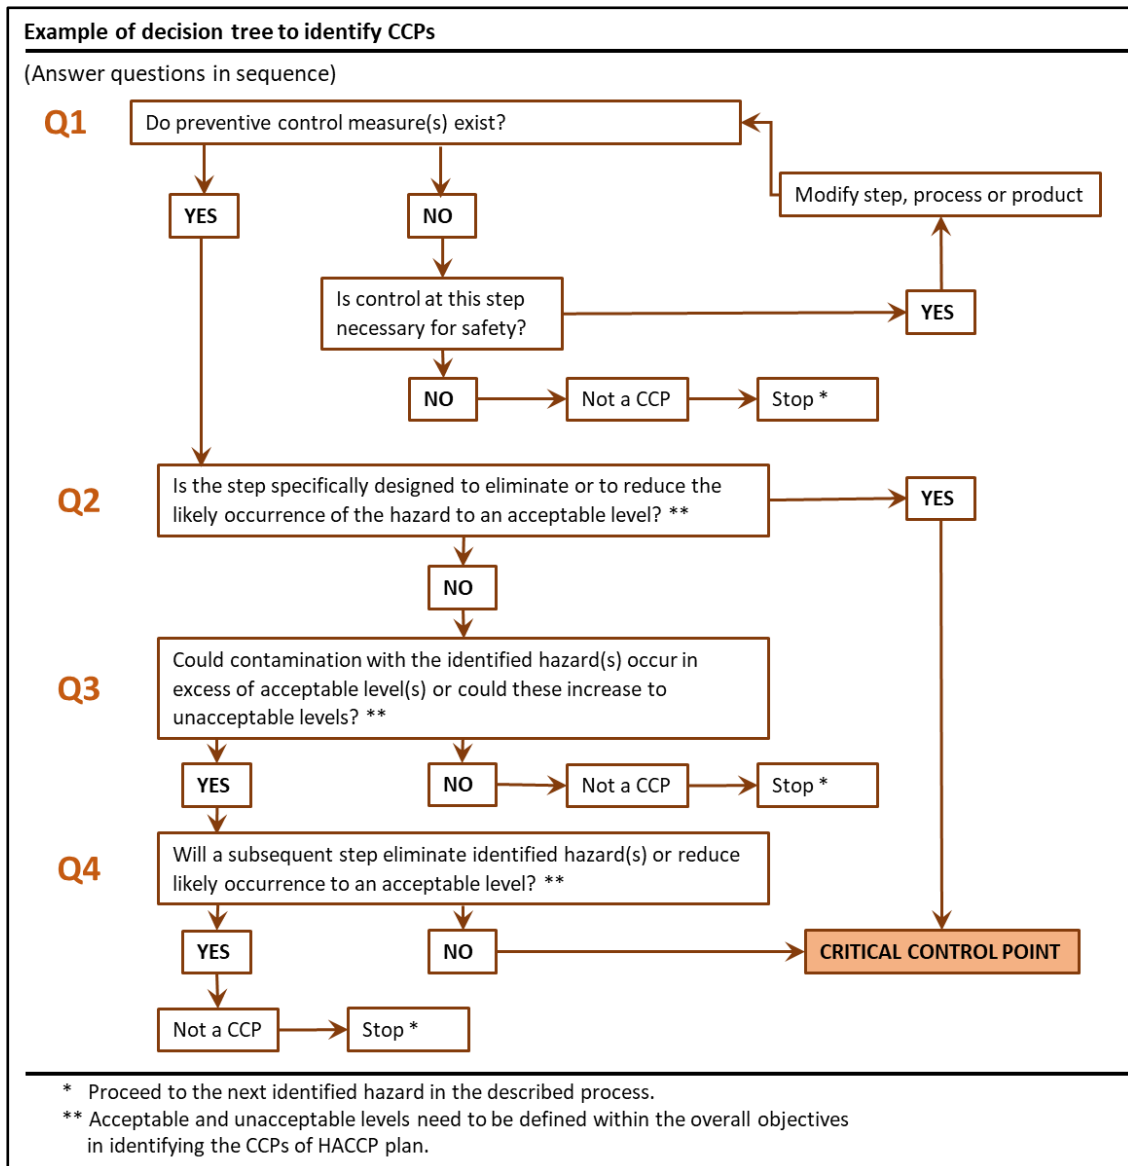 Example of decision tree to identify CCPs
(Answer questions in sequence)
Q1
Do preventive control measure(s) exist?
Modify step, process or product
YES
NO
Is control at this step
necessary for safety?
YES
NO
Not a CCP
Stop *
Q2
Is the step specifically designed to eliminate or to reduce the
likely occurrence of the hazard to an acceptable level? **
YES
NO
Q3
Could contamination with the identified hazard(s) occur in
excess of acceptable level(s) or could these increase to
unacceptable levels? **
YES
NO
Not a CCP
Stop *
Q4
Will a subsequent step eliminate identified hazard(s) or reduce
likely occurrence to an acceptable level? **
YES
NO
CRITICAL CONTROL POINT
Not a CCP
Stop *
* Proceed to the next identified hazard in the described process.
** Acceptable and unacceptable levels need to be defined within the overall objectives
in identifying the CCPs of HACCP plan.